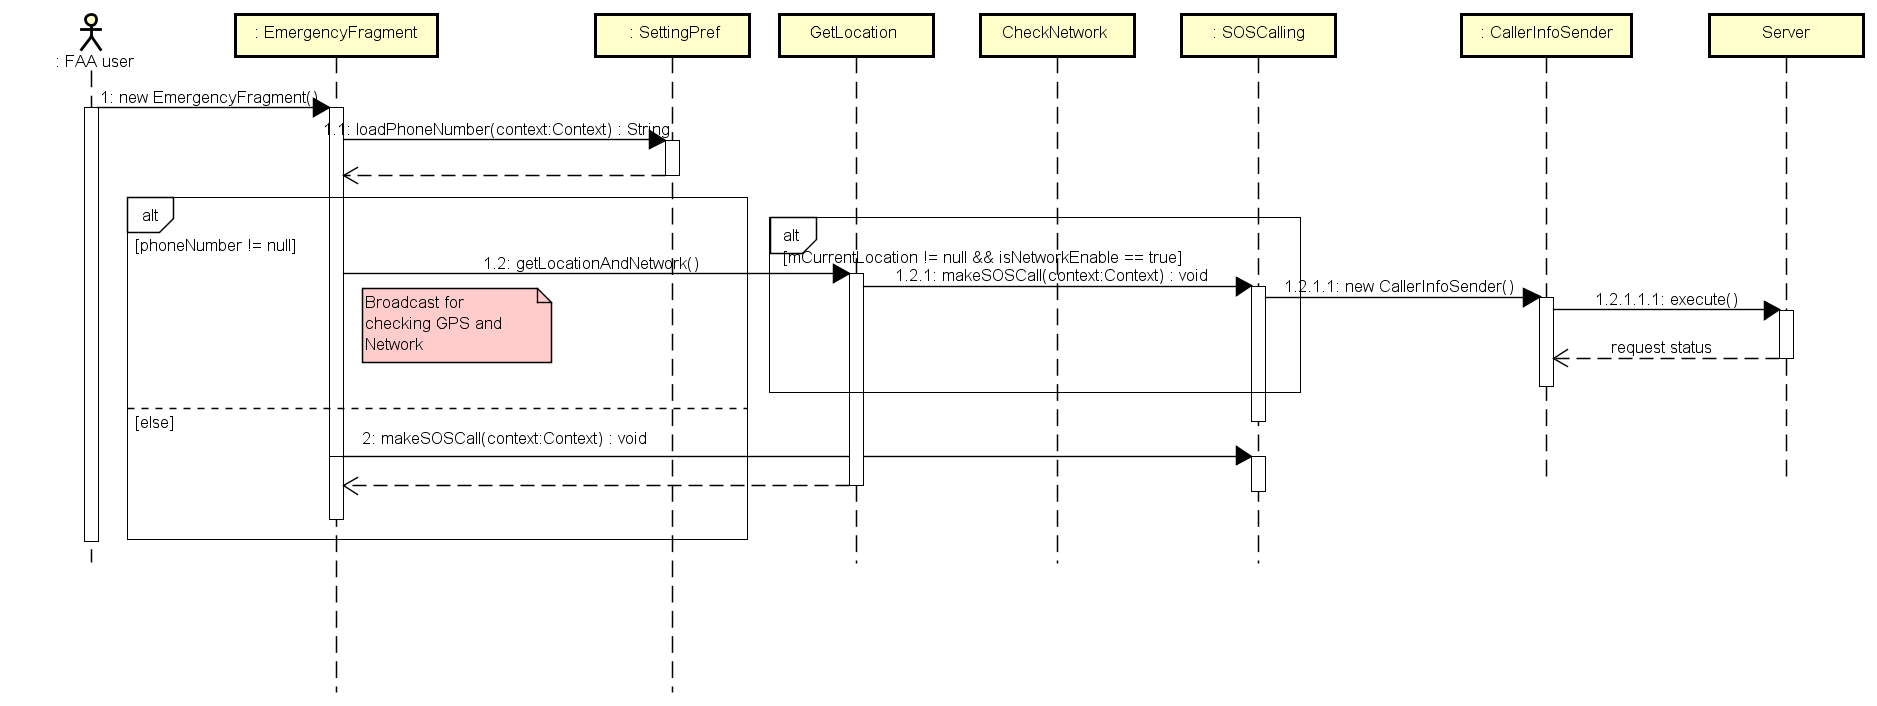 : EmergencyFragment
: SettingPref
GetLocation
CheckNetwork
: SOSCalling
: CallerInfoSender
Server
: FAA user
1: new EmergencyFragment()
1.1: loadPhoneNumber(context:Context) : String
alt
[phoneNumber != null]
alt
[mCurrentLocation != null && isNetworkEnable == true]
1.2: getLocationAndNetwork()
1.2.1: makeSOSCall(context:Context) : void
1.2.1.1: new CallerInfoSender()
1.2.1.1.1: execute()
Broadcast for
checking GPS and
Network
request status
[else]
2: makeSOSCall(context:Context) : void